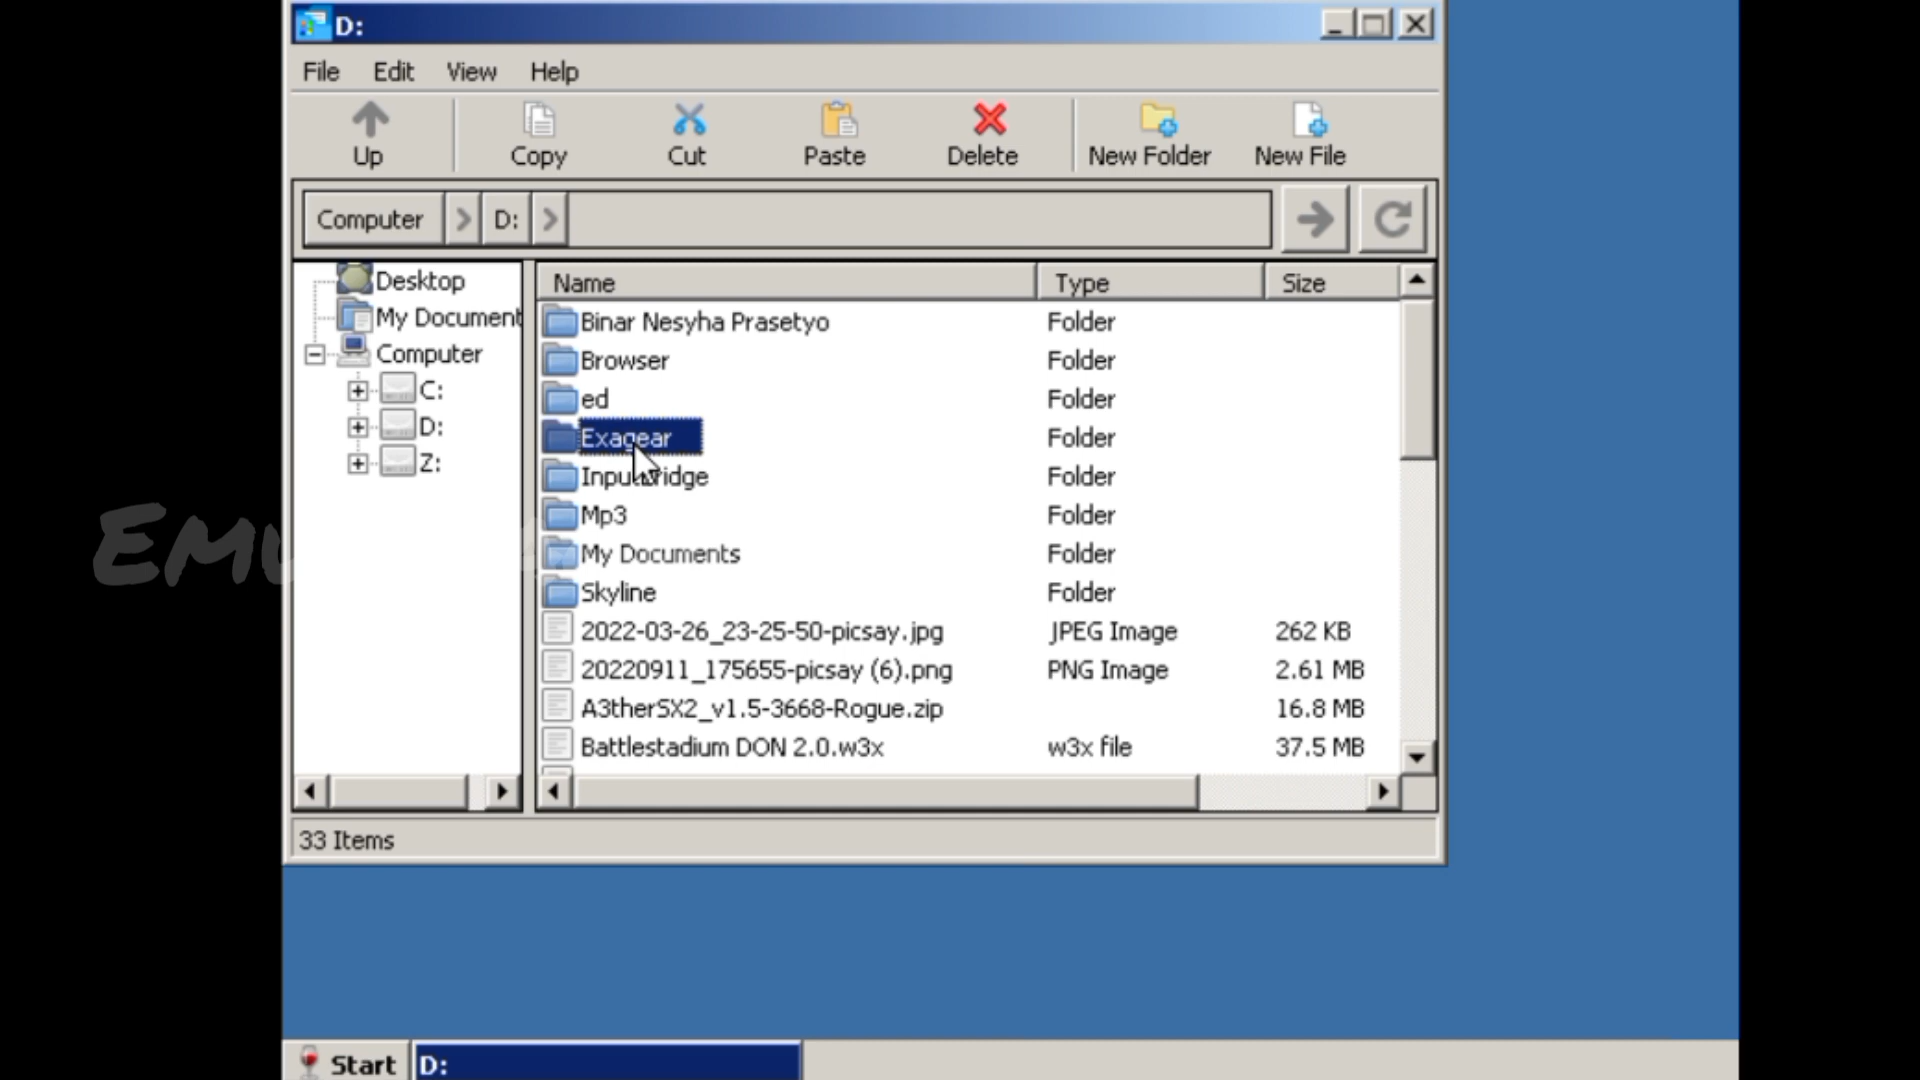 D:
File Edit View Help
Up Copy Cut Paste Delete New Folder New File
Computer D:
Desktop
My Document
Computer
C:
D:
Z:
Name Type Size
Binar Nesyha Prasetyo Folder
Browser Folder
ed Folder
Exagear Folder
Folder
Mp3 Folder
My Documents Folder
Skyline Folder
2022-03-26_23-25-50-picsay.jpg JPEG Image 262 KB
20220911_175655-picsay (6).png PNG Image 2.61 MB
A3therSX2_v1.5-3668-Rogue.zip 16.8 MB
Battlestadium DON 2.0.w3x w3x file 37.5 MB
33 Items
Start D: